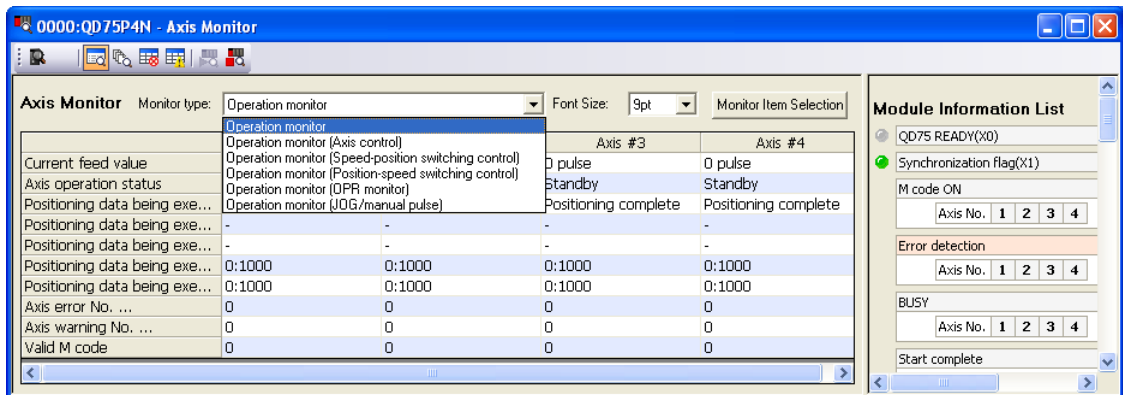 0000:QD75P4N - Axis Monitor
Axis Monitor Monitor type: Operation monitor Font Size: 9pt Monitor Item Selection
Operation monitor
Operation monitor (Axis control)
Operation monitor (Speed-position switching control)
Operation monitor (Position-speed switching control)
Operation monitor (OPR monitor)
Operation monitor (JOG/manual pulse)
Axis #3 Axis #4
Current feed value 0 pulse 0 pulse
Axis operation status Standby Standby
Positioning data being exe... Positioning complete Positioning complete
Positioning data being exe... - - - -
Positioning data being exe... - - - -
Positioning data being exe... 0:1000 0:1000 0:1000 0:1000
Positioning data being exe... 0:1000 0:1000 0:1000 0:1000
Axis error No. ... 0 0 0 0
Axis warning No. ... 0 0 0 0
Valid M code 0 0 0 0
Module Information List
QD75 READY(X0)
Synchronization flag(X1)
M code ON
Axis No. 1 2 3 4
Error detection
Axis No. 1 2 3 4
BUSY
Axis No. 1 2 3 4
Start complete